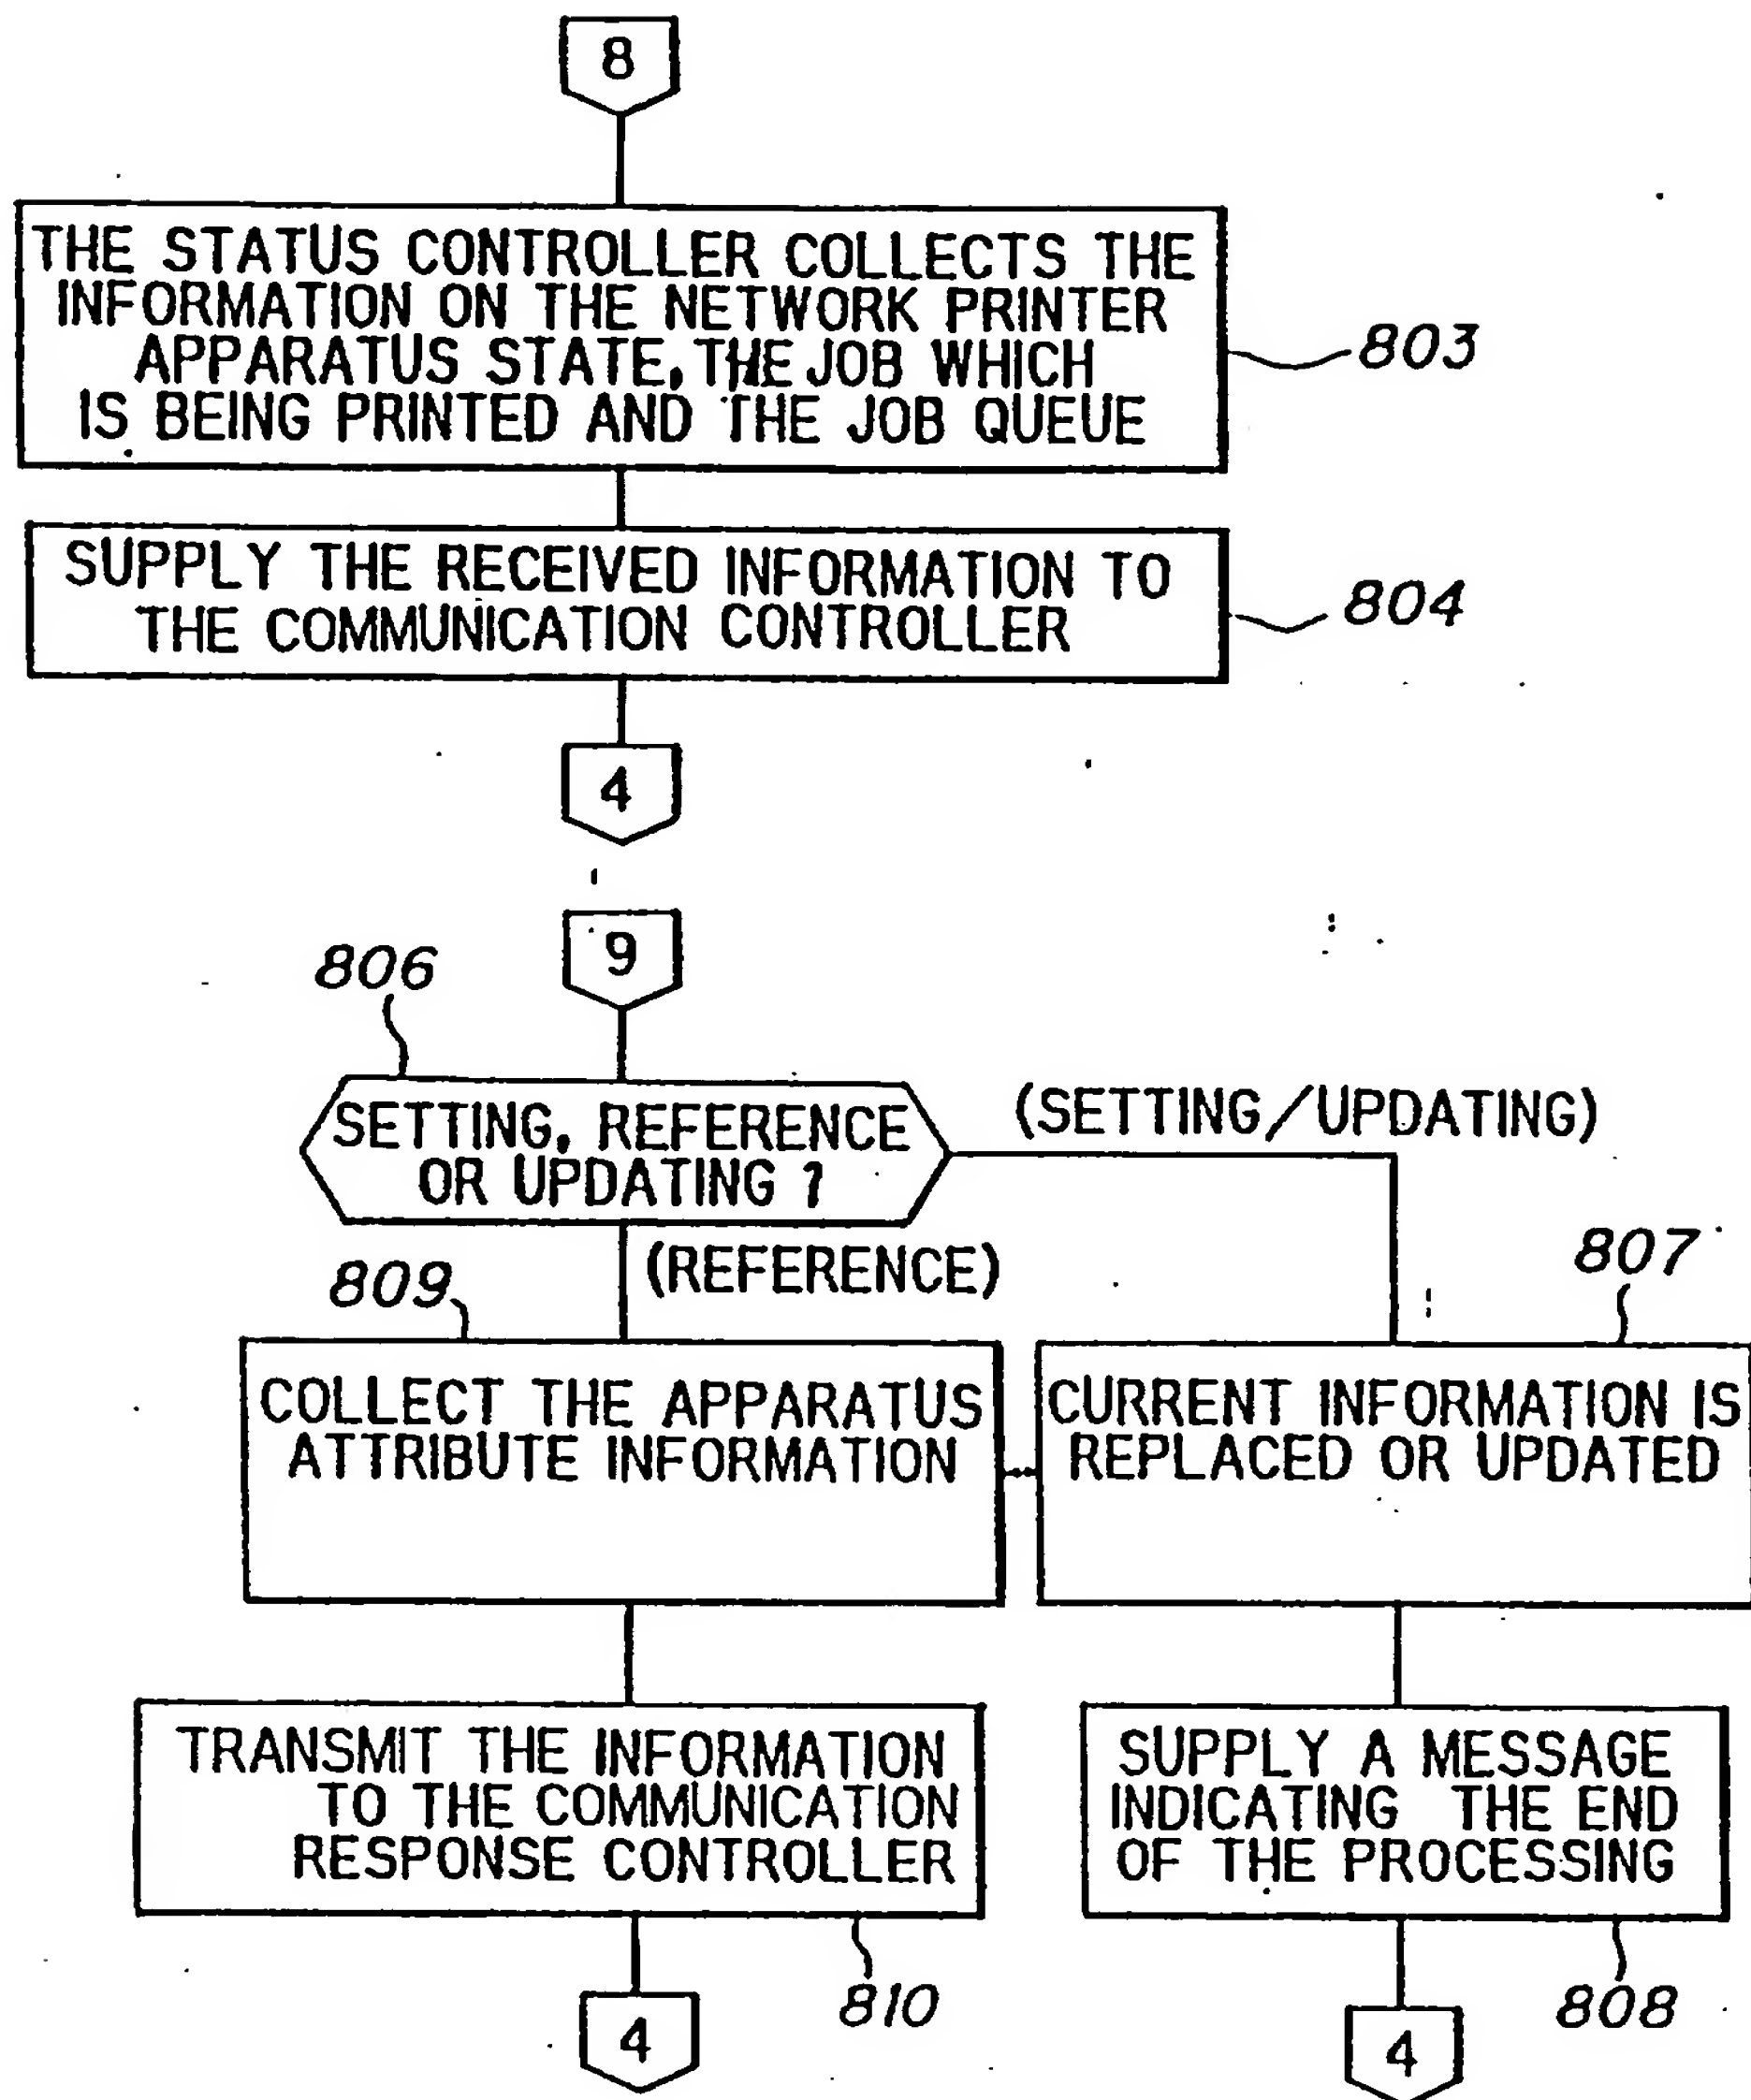 8
THE STATUS CONTROLLER COLLECTS THE
INFORMATION ON THE NETWORK PRINTER
APPARATUS STATE, THE JOB WHICH
IS BEING PRINTED AND THE JOB QUEUE
803
SUPPLY THE RECEIVED INFORMATION TO
THE COMMUNICATION CONTROLLER
804
4
9
806
SETTING, REFERENCE
OR UPDATING ?
(SETTING/UPDATING)
(REFERENCE)
809
807
COLLECT THE APPARATUS
ATTRIBUTE INFORMATION
CURRENT INFORMATION IS
REPLACED OR UPDATED
TRANSMIT THE INFORMATION
TO THE COMMUNICATION
RESPONSE CONTROLLER
810
SUPPLY A MESSAGE
INDICATING THE END
OF THE PROCESSING
808
4
4